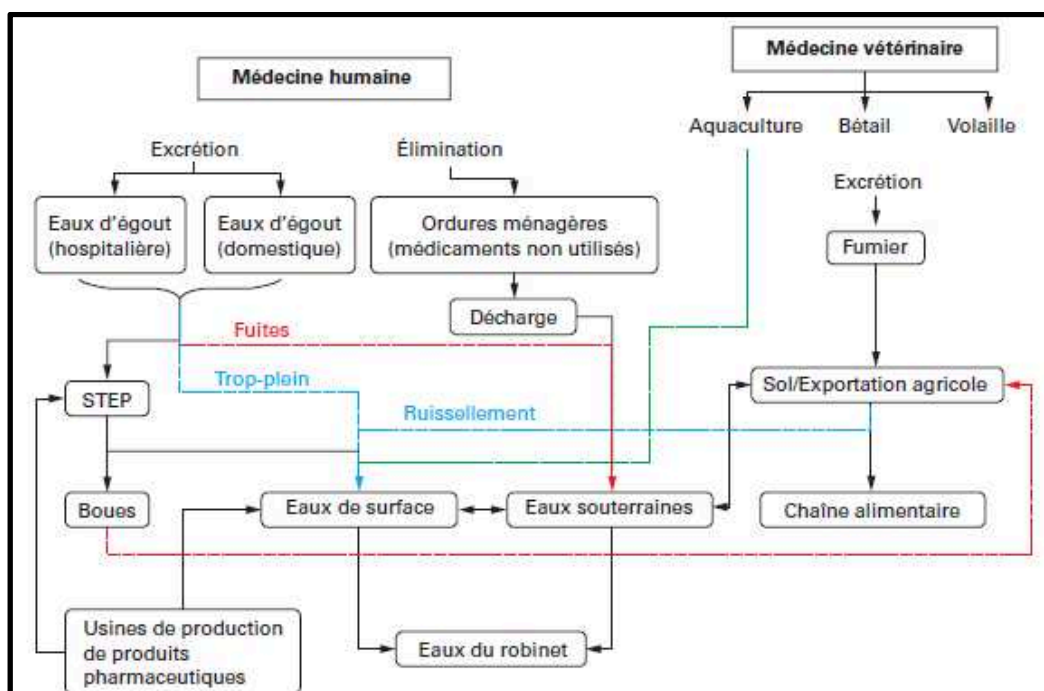 Médecine vétérinaire
Médecine humaine
Aquaculture
Bétail
Volaille
Excrétion
Élimination
Excrétion
Eaux d'égout
(hospitalière)
Eaux d'égout
(domestique)
Ordures ménagères
(médicaments non utilisés)
Fumier
Décharge
Fuites
Trop-plein
STEP
Sol/Exportation agricole
Ruissellement
Boues
Eaux de surface
Eaux souterraines
Chaîne alimentaire
Usines de production
de produits
pharmaceutiques
Eaux du robinet